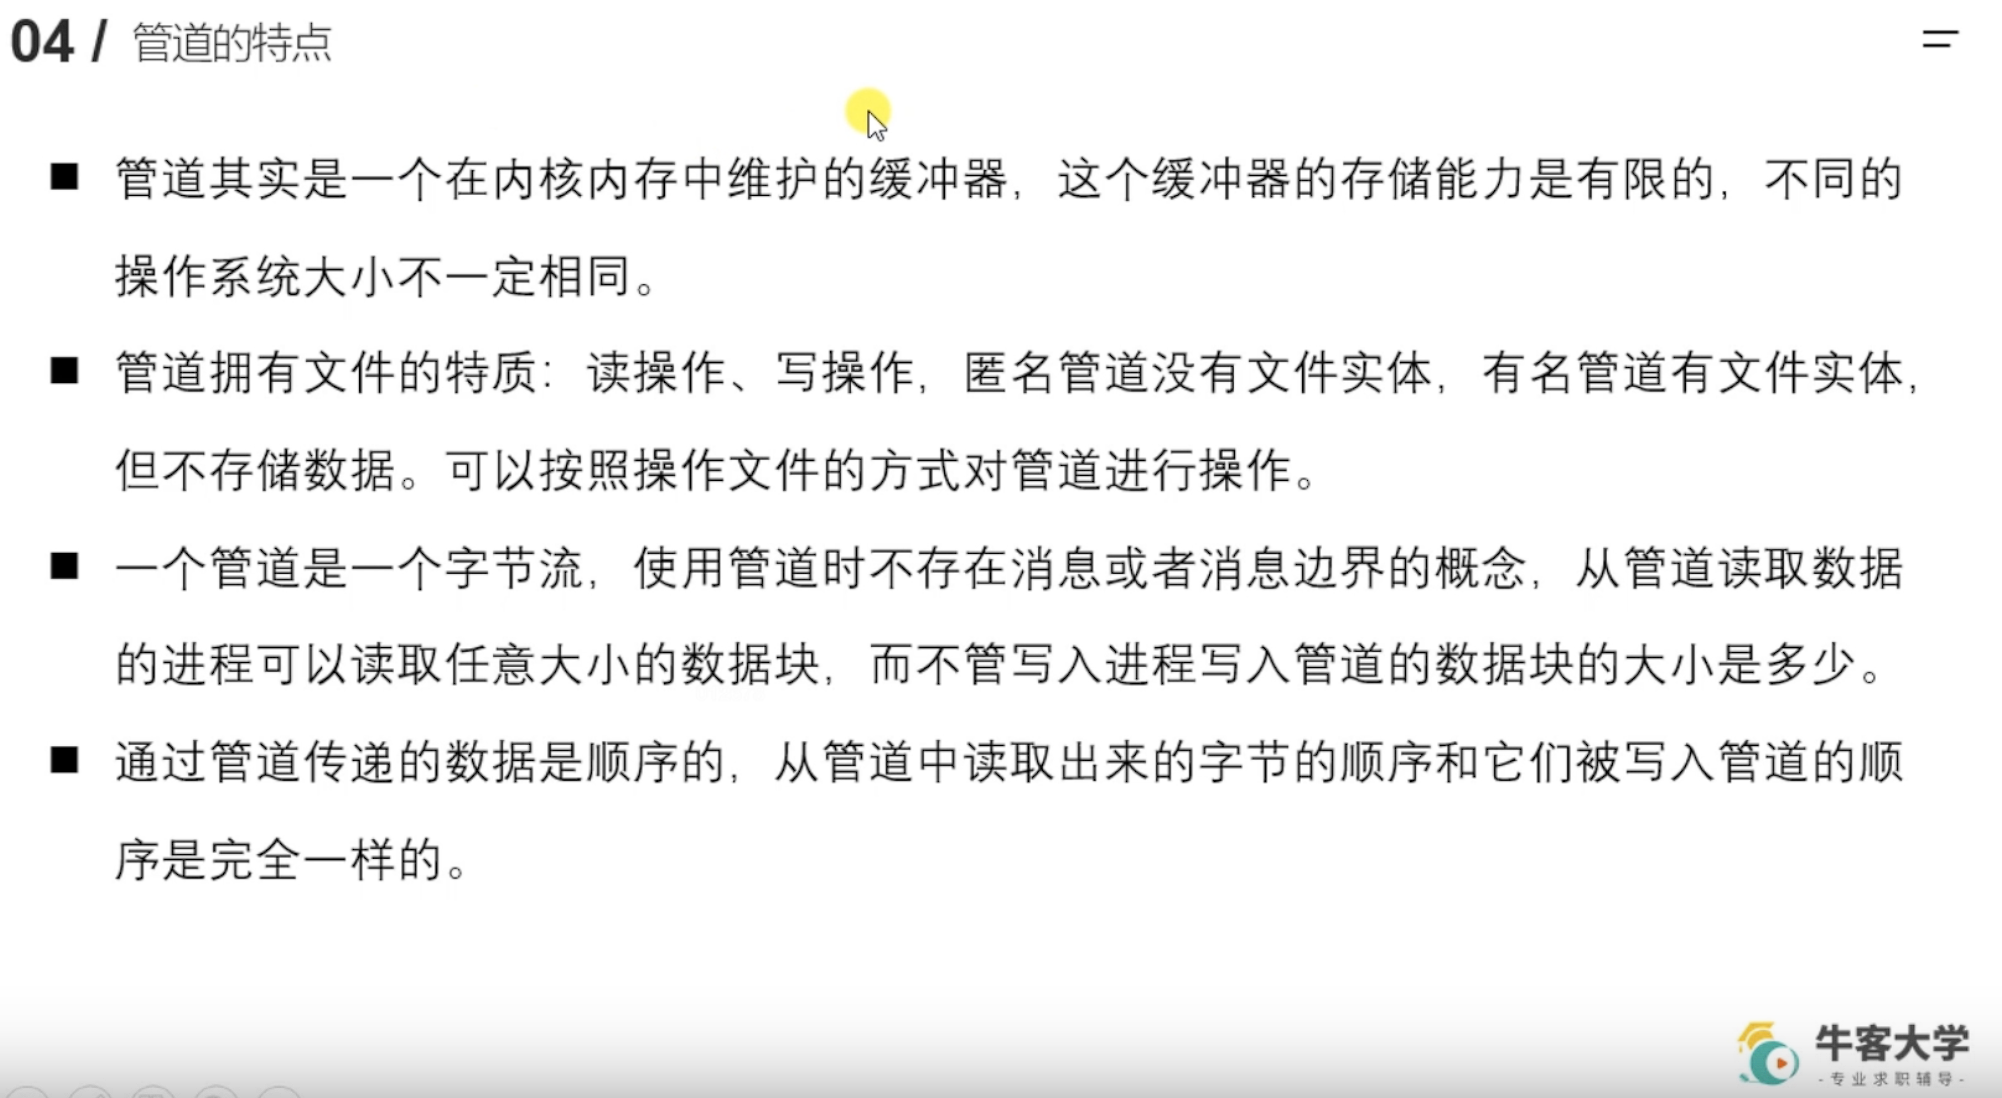 04 / 管道的特点
■ 管道其实是一个在内核内存中维护的缓冲器，这个缓冲器的存储能力是有限的，不同的
操作系统大小不一定相同。
■ 管道拥有文件的特质：读操作、写操作，匿名管道没有文件实体，有名管道有文件实体，
但不存储数据。可以按照操作文件的方式对管道进行操作。
■ 一个管道是一个字节流，使用管道时不存在消息或者消息边界的概念，从管道读取数据
的进程可以读取任意大小的数据块，而不管写入进程写入管道的数据块的大小是多少。
■ 通过管道传递的数据是顺序的，从管道中读取出来的字节的顺序和它们被写入管道的顺
序是完全一样的。
牛客大学
- 专业求职辅导 -